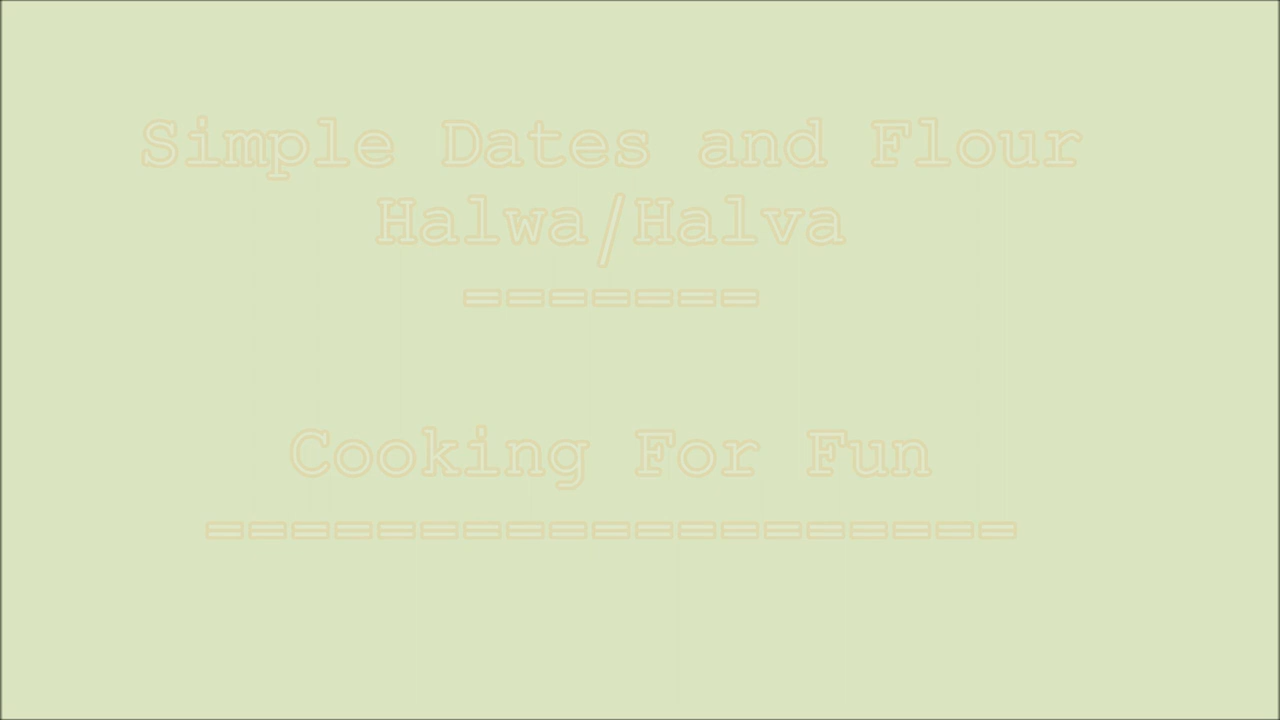 Simple Dates and Flour
Halwa/Halva
=======
Cooking For Fun
===================